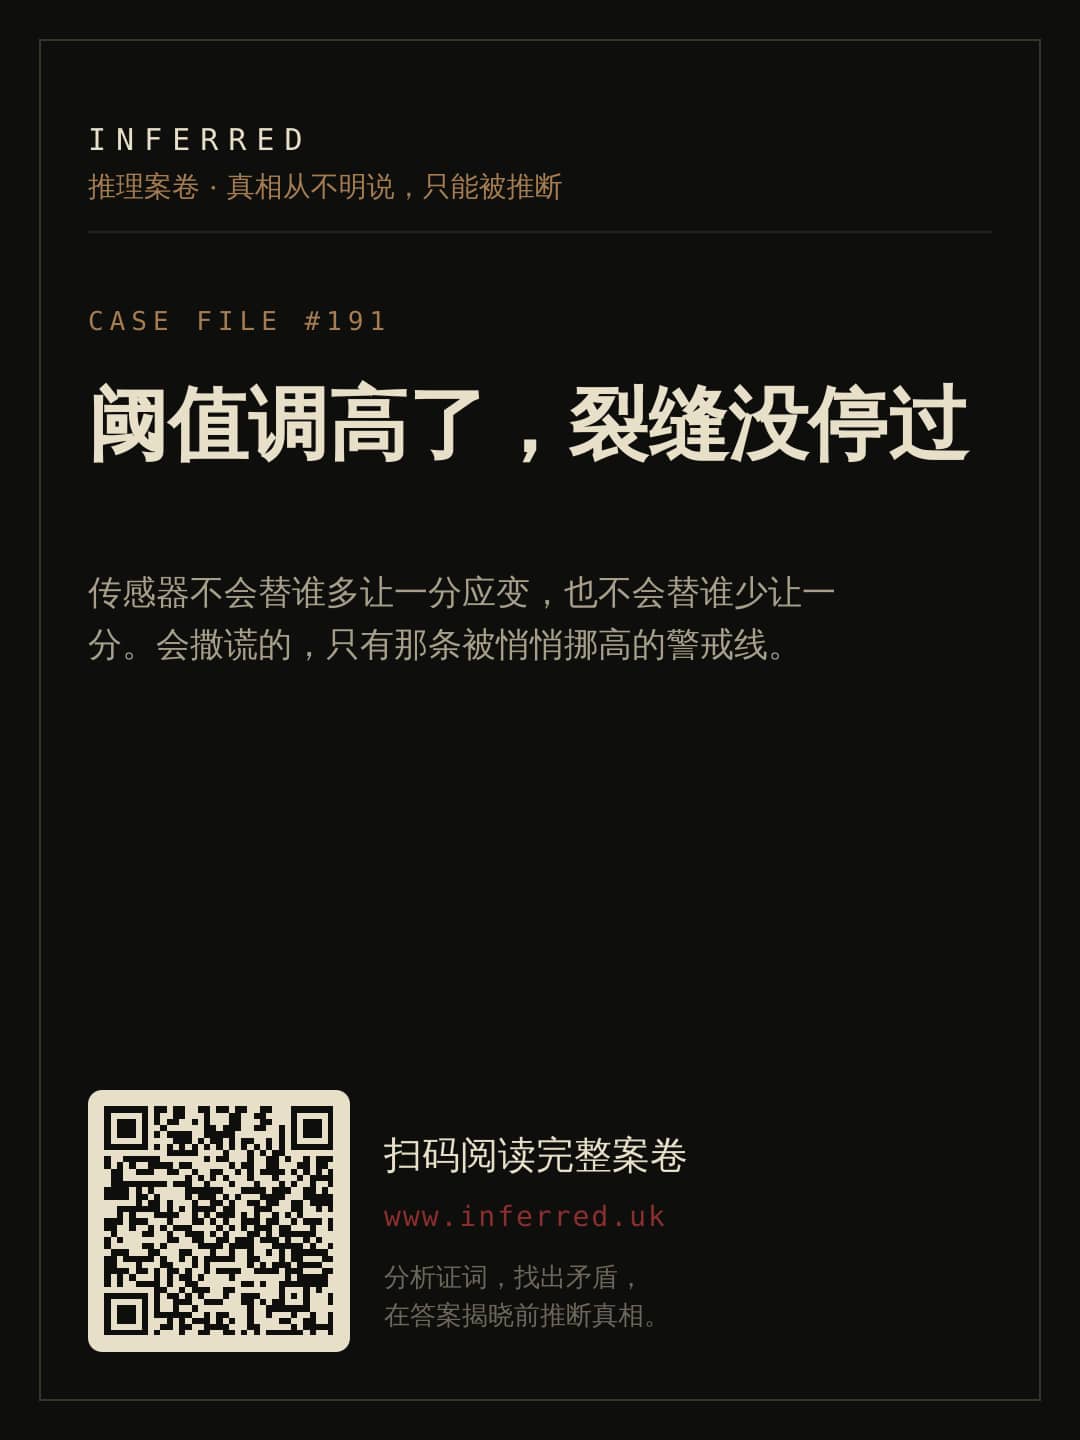 INFERRED
推理案卷 · 真相从不明说，只能被推断
CASE FILE #191
阈值调高了，裂缝没停过
传感器不会替谁多让一分应变，也不会替谁少让一
分。会撒谎的，只有那条被悄悄挪高的警戒线。
扫码阅读完整案卷
www.inferred.uk
分析证词，找出矛盾，
在答案揭晓前推断真相。